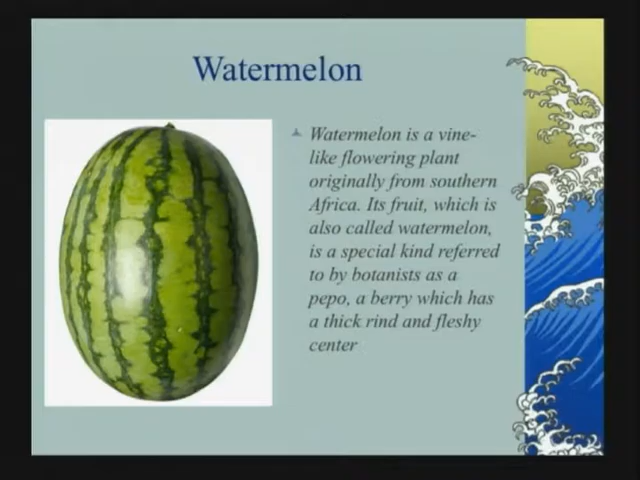 Watermelon
Watermelon is a vine-
like flowering plant
originally from southern
Africa. Its fruit, which is
also called watermelon,
is a special kind referred
to by botanists as a
pepo, a berry which has
a thick rind and fleshy
center